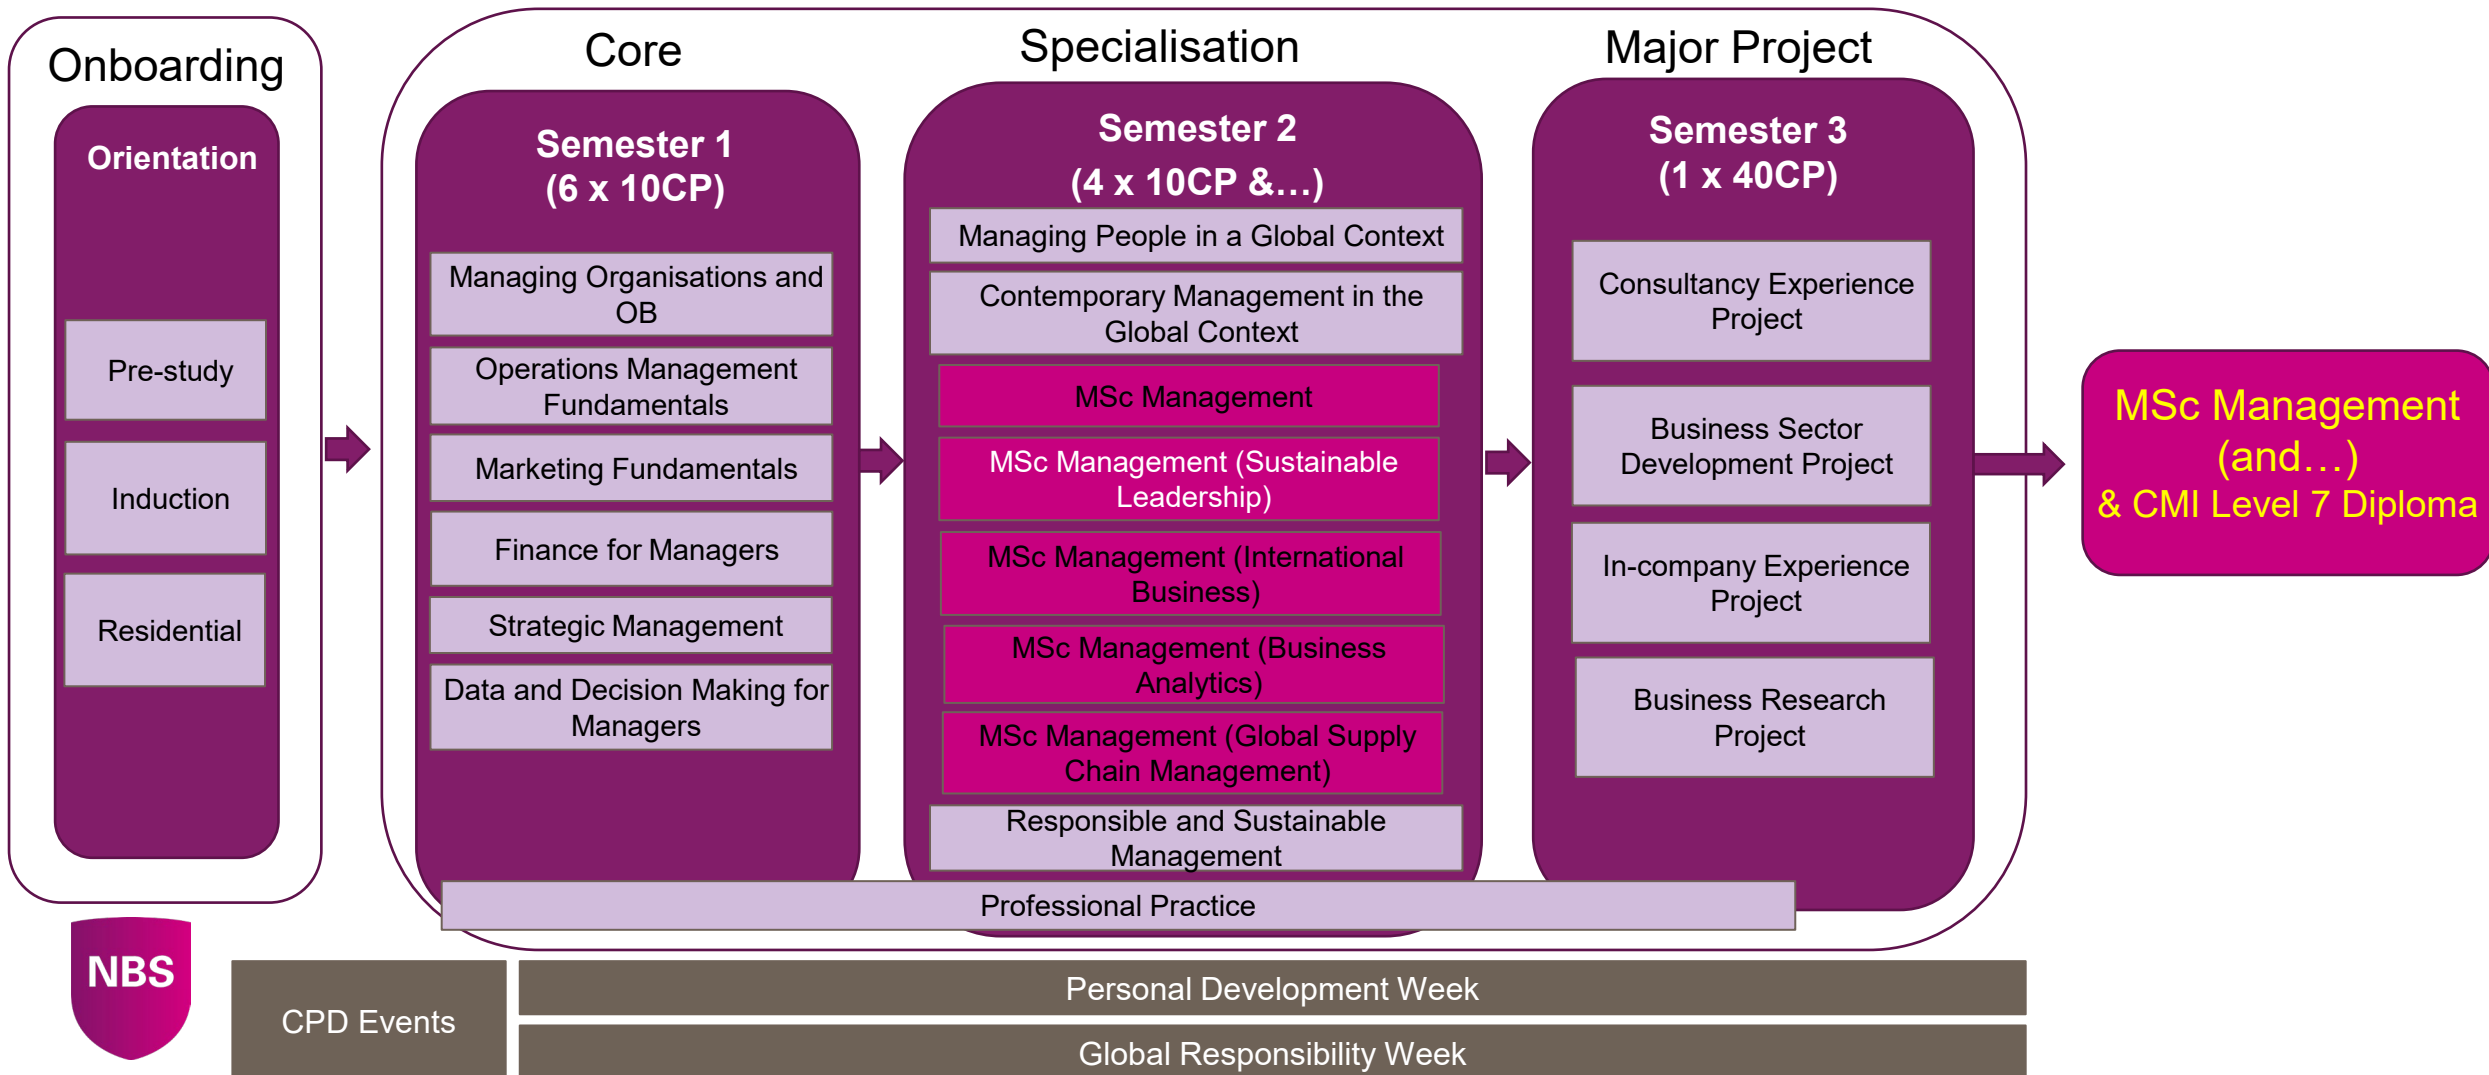 Onboarding
Orientation
Pre-study
Induction
Residential
Core
Semester 1
(6 x 10CP)
Managing Organisations and
OB
Operations Management
Fundamentals
Marketing Fundamentals
Finance for Managers
Strategic Management
Data and Decision Making for
Managers
Specialisation
Semester 2
(4 x 10CP &…)
Managing People in a Global Context
Contemporary Management in the
Global Context
MSc Management
MSc Management (Sustainable
Leadership)
MSc Management (International
Business)
MSc Management (Business
Analytics)
MSc Management (Global Supply
Chain Management)
Responsible and Sustainable
Management
Major Project
Semester 3
(1 x 40CP)
Consultancy Experience
Project
Business Sector
Development Project
In-company Experience
Project
Business Research
Project
Professional Practice
MSc Management
(and…)
& CMI Level 7 Diploma
NBS
CPD Events
Personal Development Week
Global Responsibility Week